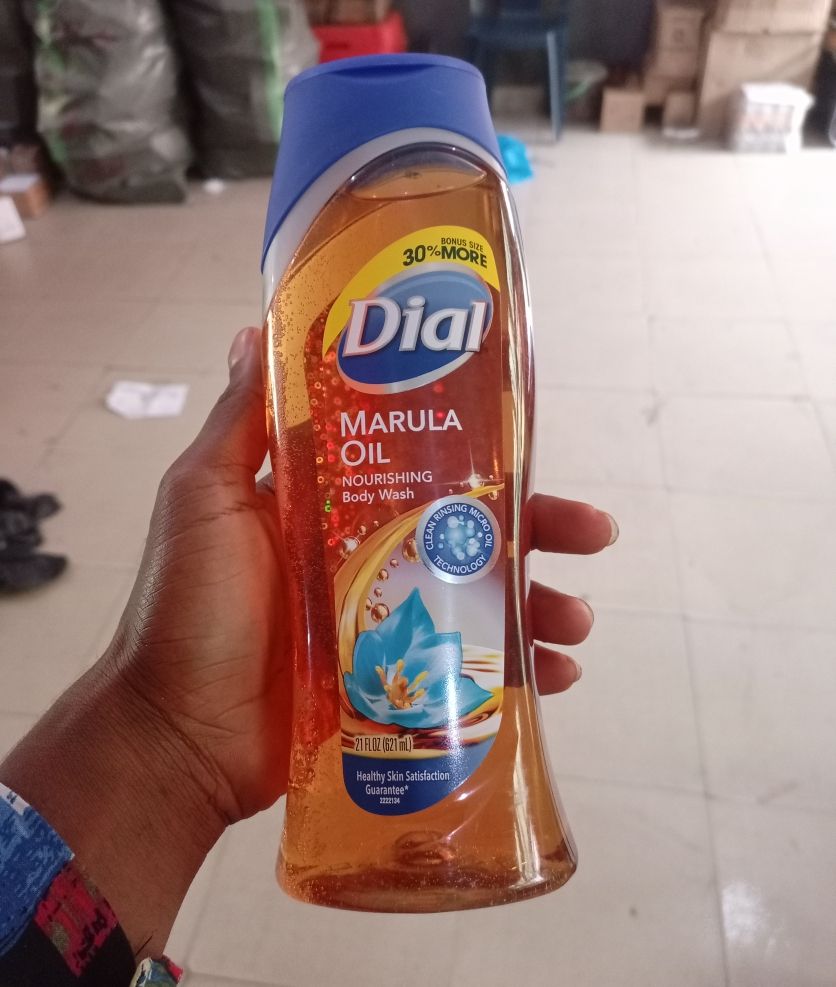 BONUS SIZE
30% MORE
Dial
MARULA
OIL
NOURISHING
Body Wash
CLEAN RINSING MICRO OIL
TECHNOLOGY
21 FL OZ (621 mL)
Healthy Skin Satisfaction
Guarantee*
2222134